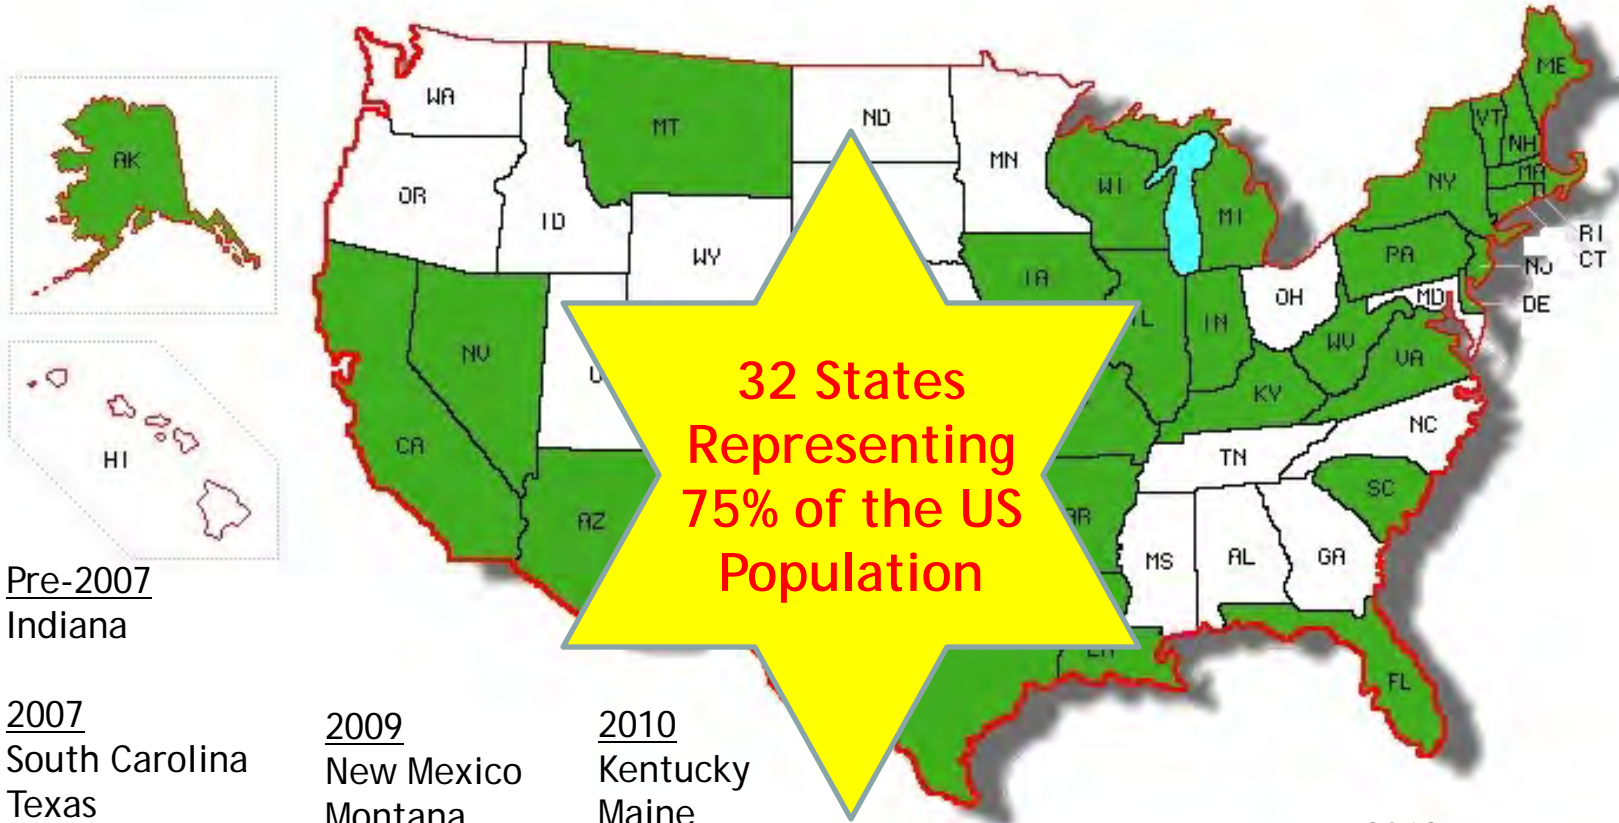 ME
WA
ND
MT
VT
MN
NH
AK
MA
WI
NY
OR
MI
ID
RI
PA
WY
CT
NJ
IA
OH
MD
DE
IN
WV
NV
VA
32 States
Representing
75% of the US
Population
KY
NC
CA
HI
TN
SC
AZ
MS
AL
GA
Pre-2007
Indiana
FL
2007
South Carolina
Texas
2009
New Mexico
Montana
2010
Kentucky
Maine